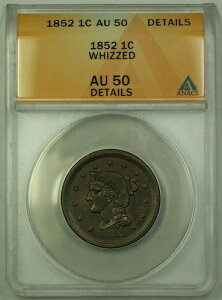 1852 1C AU 50 DETAILS
1852 1C
WHIZZED
AU 50
DETAILS
ANACS